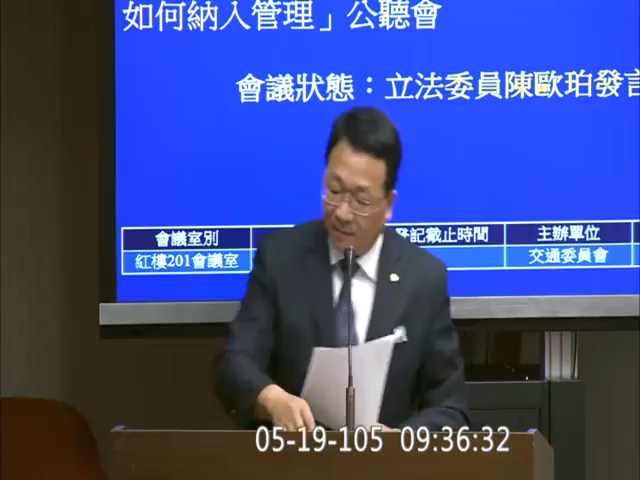 如何納入管理」公聽會
會議狀態：立法委員陳歐珀發言
會議室別
登記截止時間
主辦單位
紅樓201會議室
交通委員會
05-19-105 09:36:32